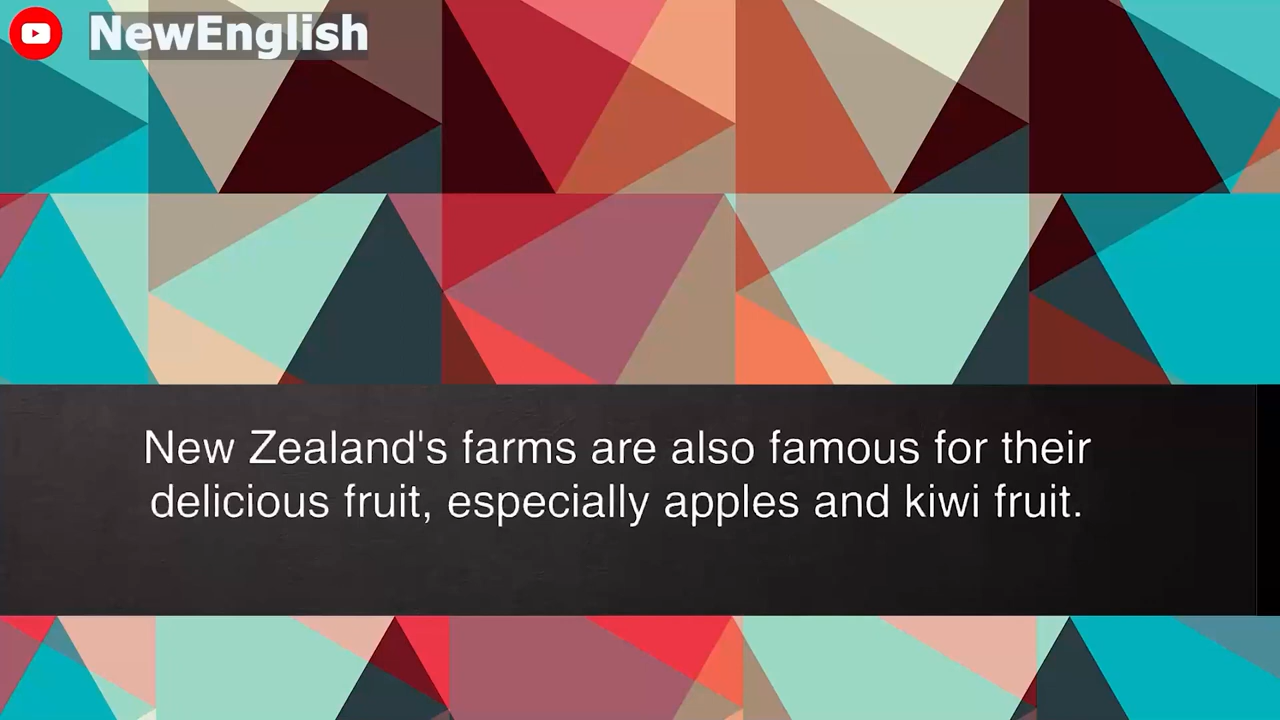 NewEnglish
New Zealand's farms are also famous for their
delicious fruit, especially apples and kiwi fruit.